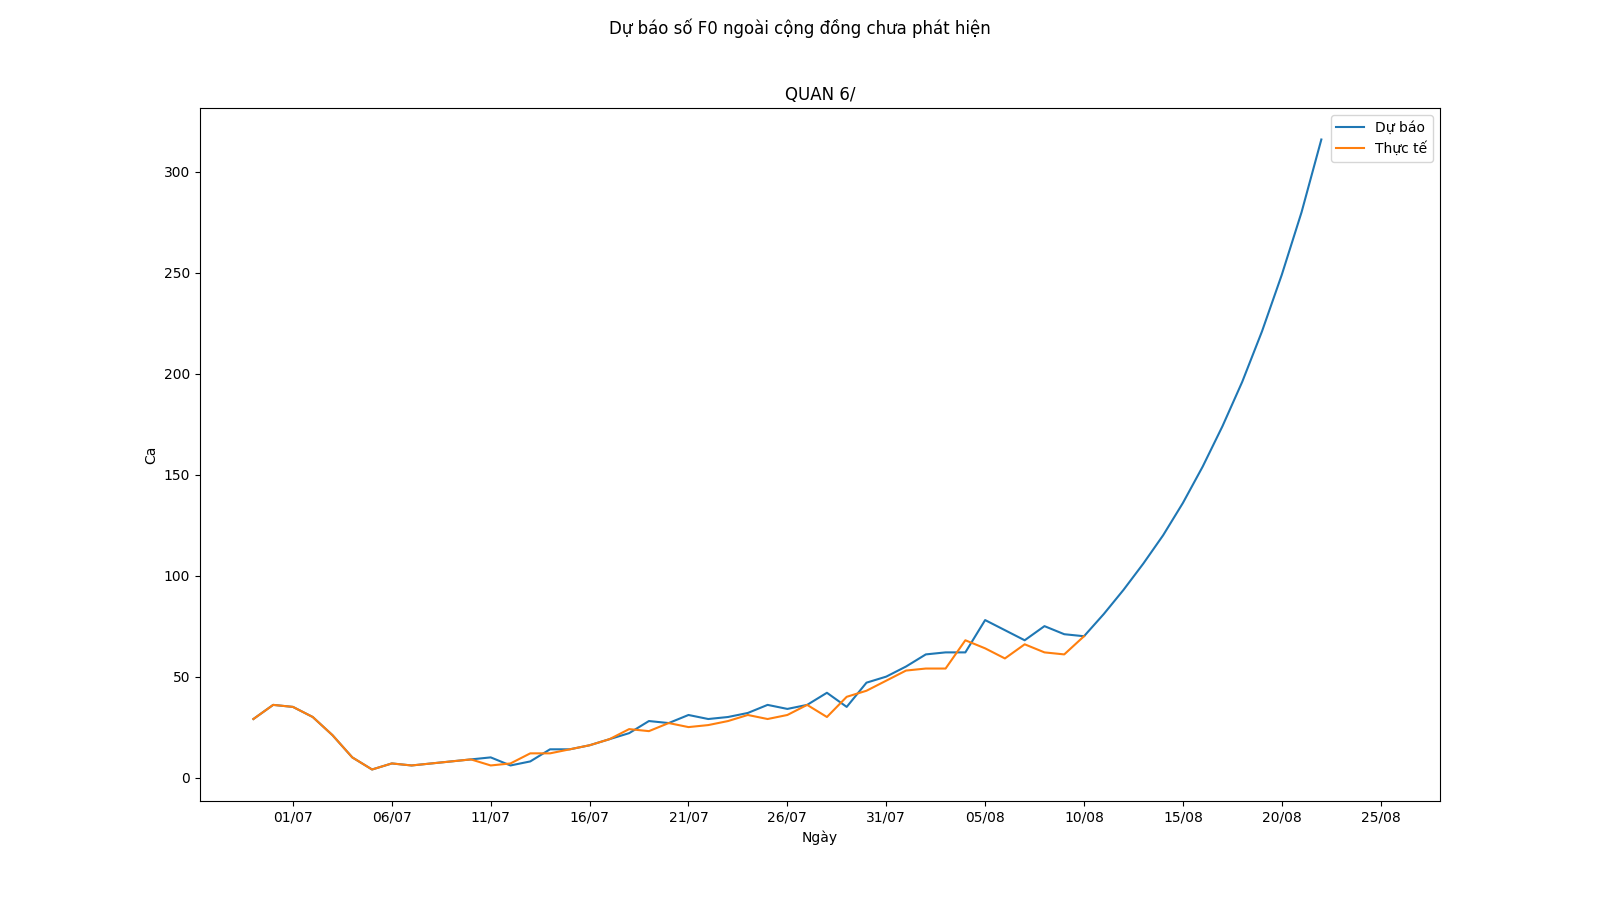 Dự báo số F0 ngoài cộng đồng chưa phát hiện
QUAN 6/
Dự báo
Thực tế
Ca
300
250
200
150
100
50
0
01/07 06/07 11/07 16/07 21/07 26/07 31/07 05/08 10/08 15/08 20/08 25/08
Ngày